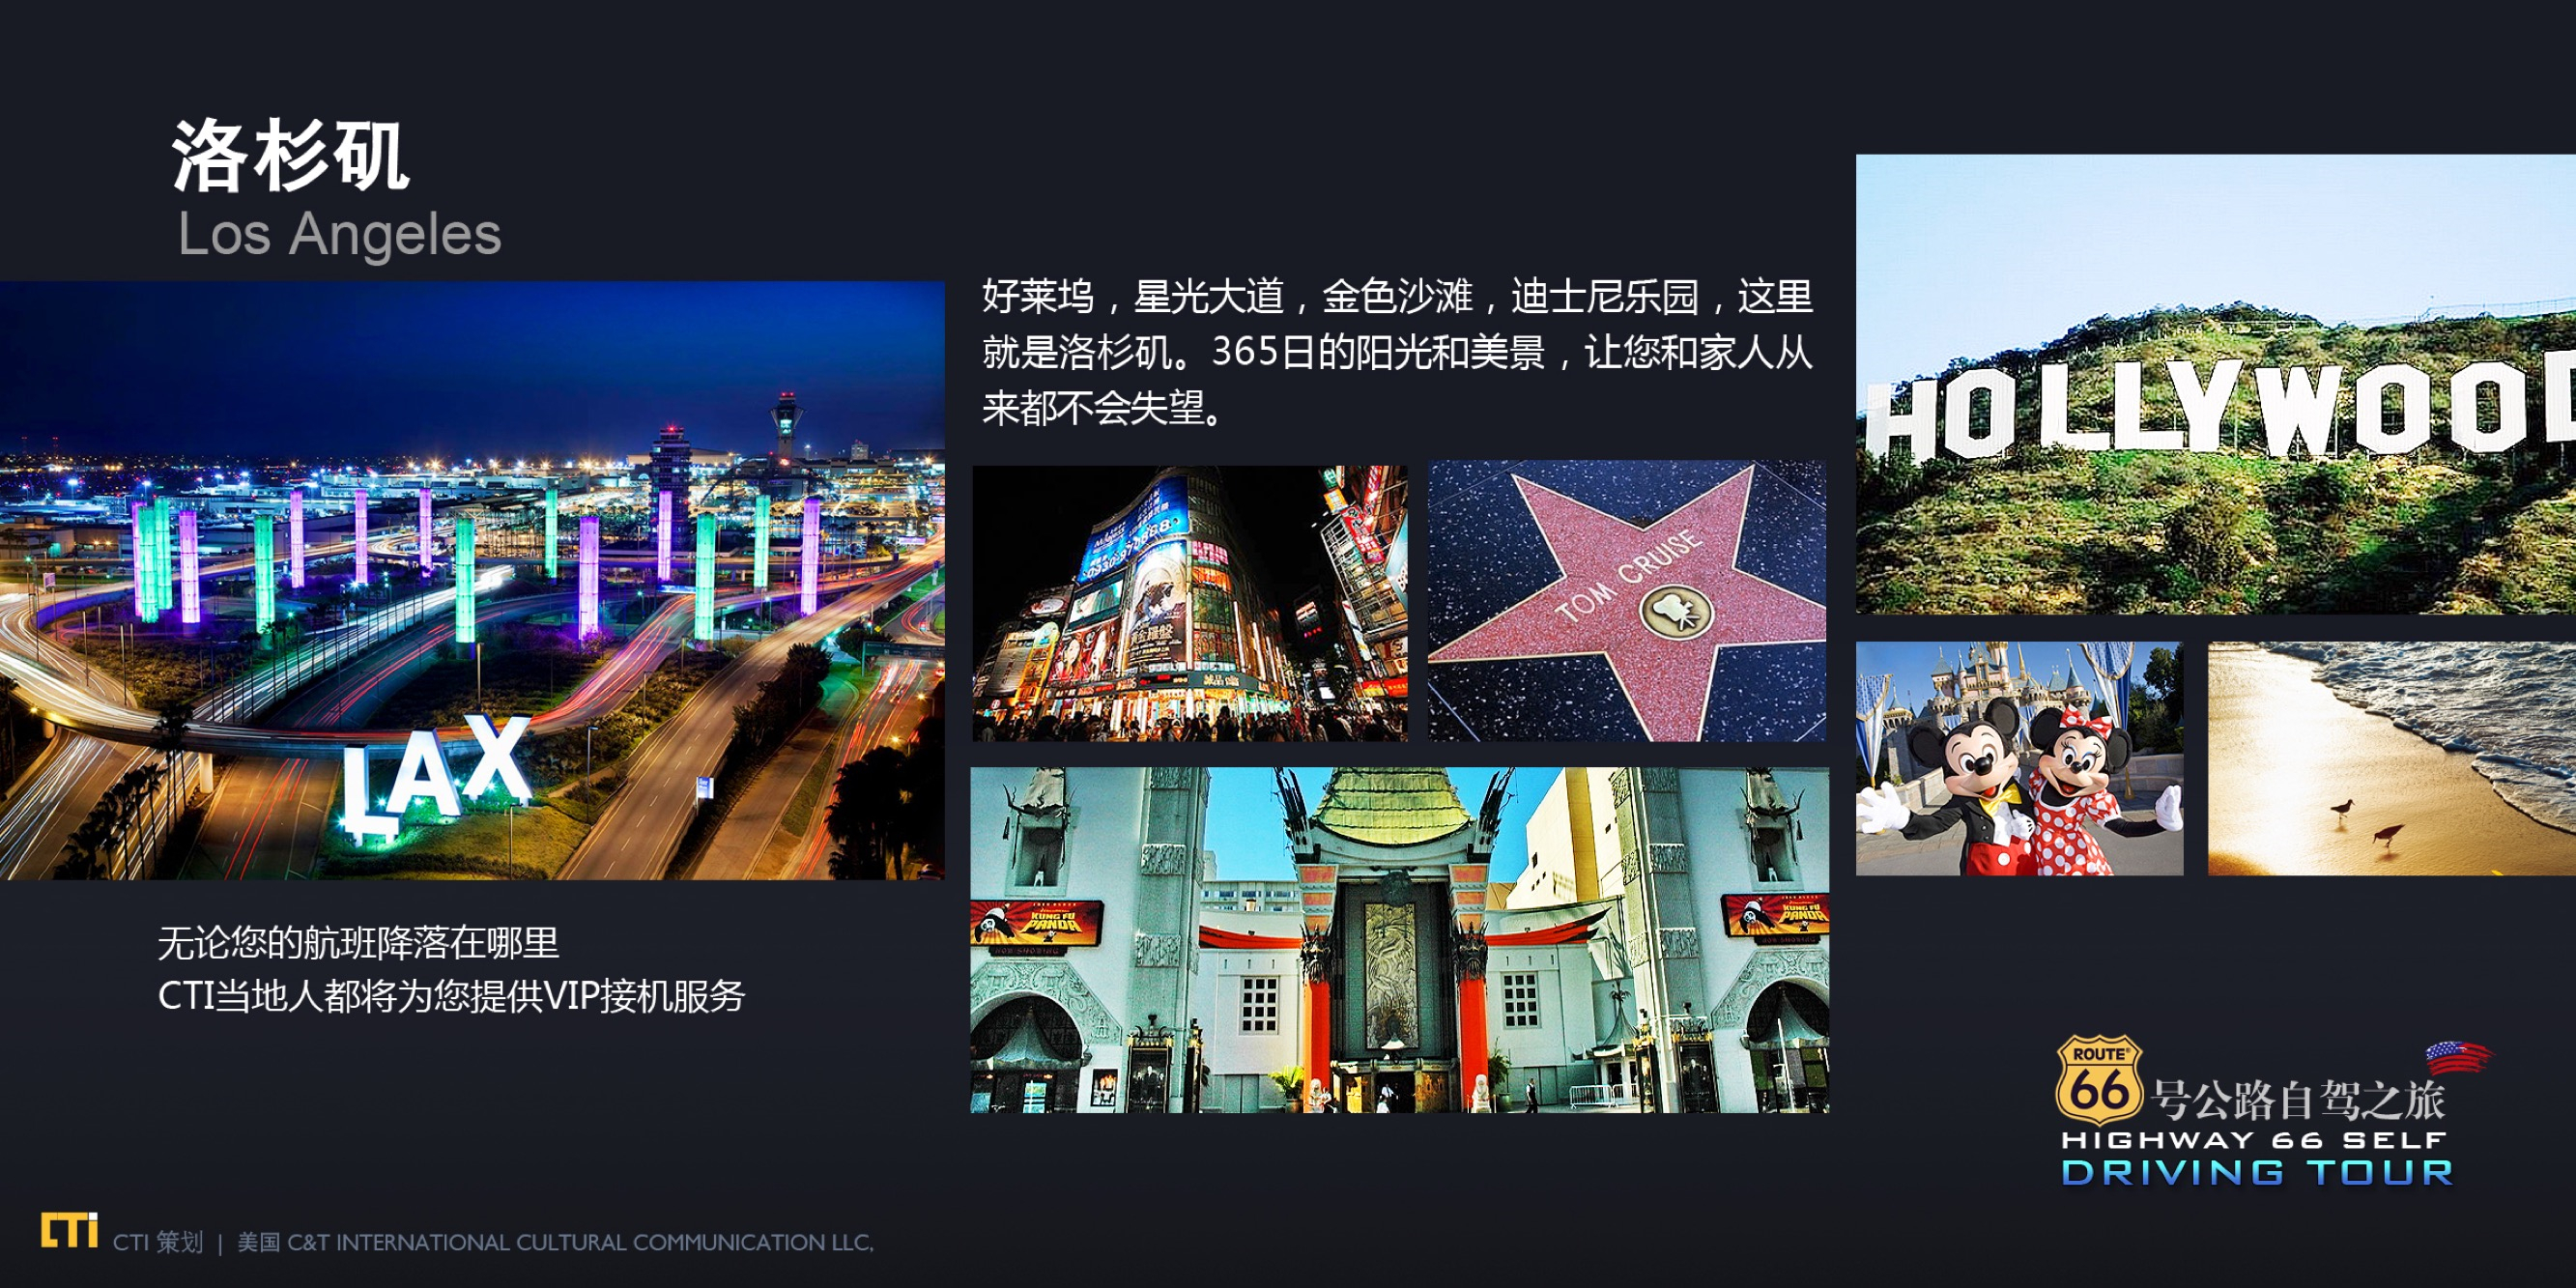 洛杉矶
Los Angeles
好莱坞，星光大道，金色沙滩，迪士尼乐园，这里
就是洛杉矶。365日的阳光和美景，让您和家人从
来都不会失望。
HOLLYWOOD
TOM CRUISE
LAX
KUNG FU
PANDA
KUNG FU
PANDA
无论您的航班降落在哪里
CTI当地人都将为您提供VIP接机服务
ROUTE
66
号公路自驾之旅
HIGHWAY 66 SELF
DRIVING TOUR
CTI
CTI 策划 | 美国 C&T INTERNATIONAL CULTURAL COMMUNICATION LLC,